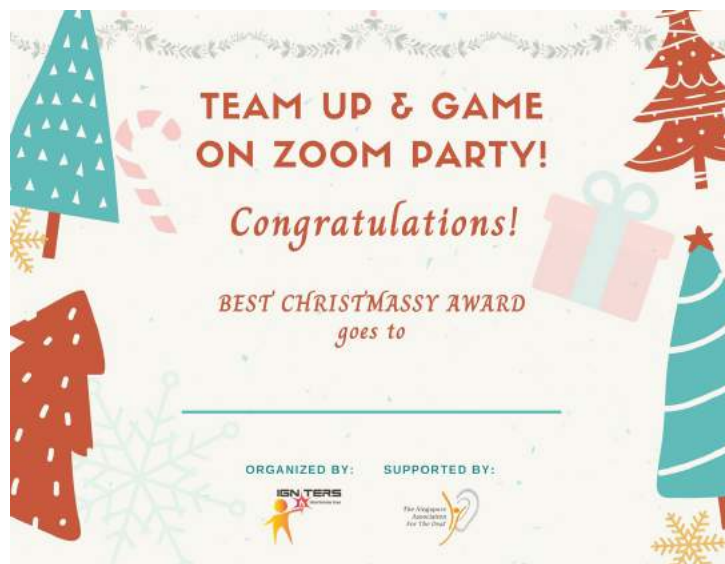 TEAM UP & GAME
ON ZOOM PARTY!
Congratulations!
BEST CHRISTMASSY AWARD
goes to
ORGANIZED BY:
SUPPORTED BY:
IGNITERS
The Singapore
Association
For The Deaf